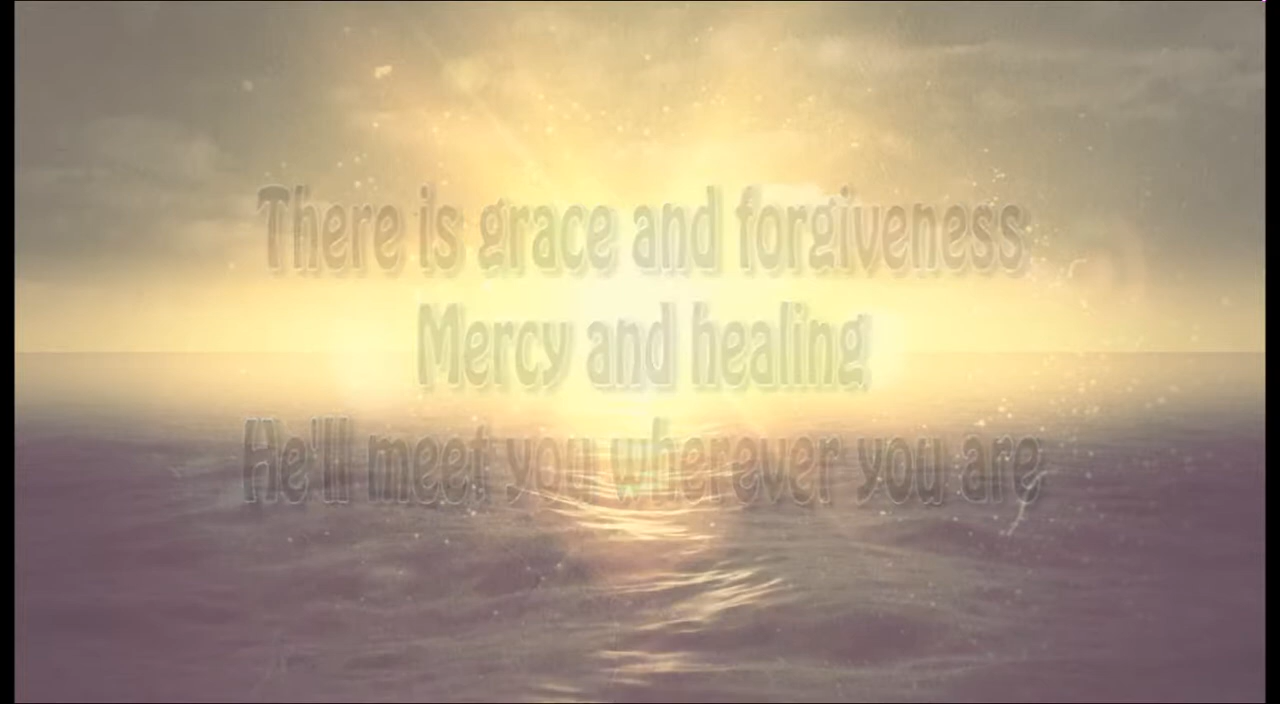 There is grace and forgiveness
Mercy and healing
He'll meet you wherever you are